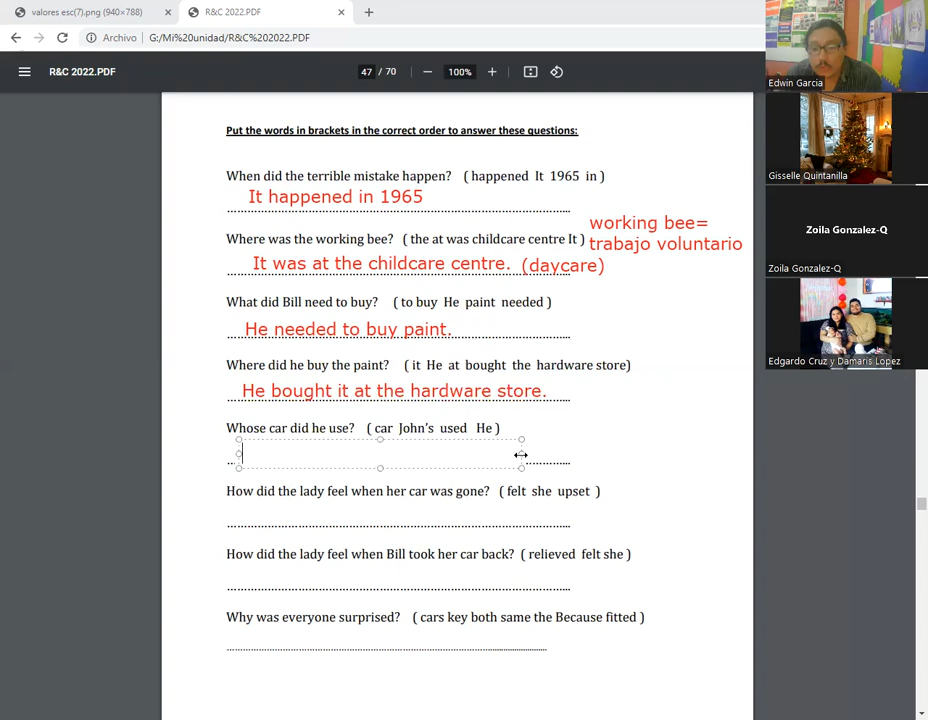 valores esc(7).png (940×788)
R&C 2022.PDF
Archivo
G:/Mi%20unidad/R&C%202022.PDF
R&C 2022.PDF
47 / 70
100%
Put the words in brackets in the correct order to answer these questions:
When did the terrible mistake happen? ( happened It 1965 in )
It happened in 1965
working bee=
Where was the working bee? ( the at was childcare centre It )
trabajo voluntario
It was at the childcare centre. (daycare)
What did Bill need to buy? ( to buy He paint needed )
He needed to buy paint.
Where did he buy the paint? ( it He at bought the hardware store)
He bought it at the hardware store.
Whose car did he use? ( car John's used He )
How did the lady feel when her car was gone? ( felt she upset )
How did the lady feel when Bill took her car back? ( relieved felt she )
Why was everyone surprised? ( cars key both same the Because fitted )
Edwin Garcia
Gisselle Quintanilla
Zoila Gonzalez-Q
Zoila Gonzalez-Q
Edgardo Cruz y Damaris Lopez